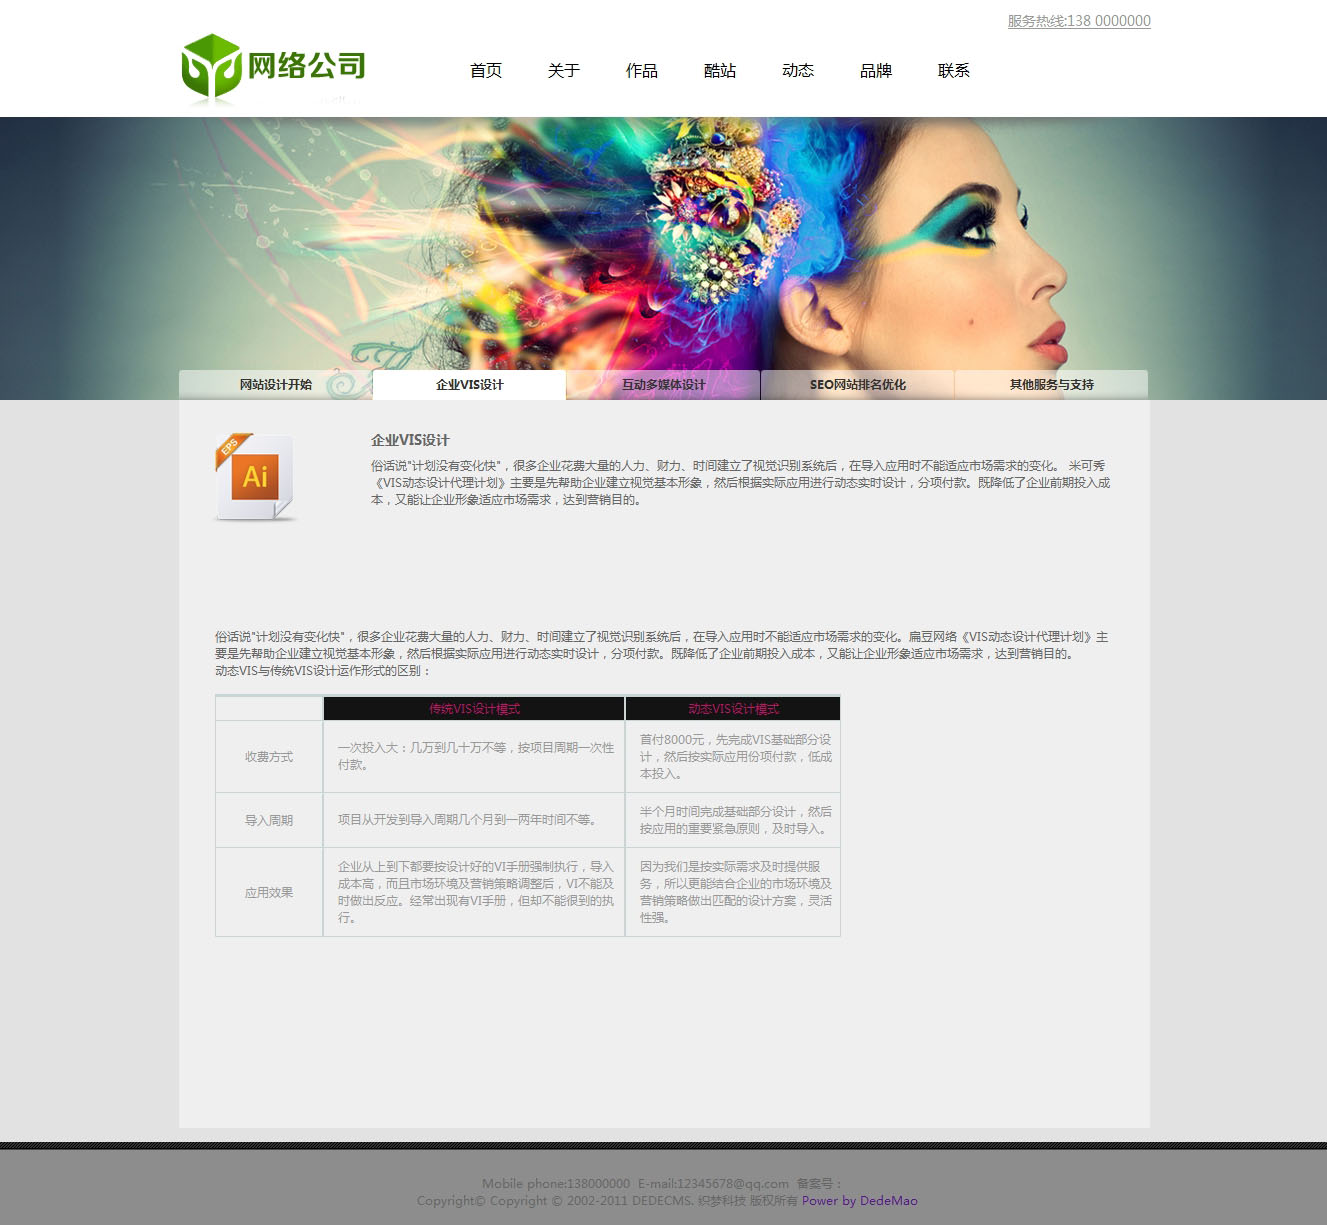 服务热线:138 0000000
网络公司
首页 关于 作品 酷站 动态 品牌 联系
网站设计开始 企业VIS设计 互动多媒体设计 SEO网站排名优化 其他服务与支持
EPS
Ai
企业VIS设计
俗话说"计划没有变化快"，很多企业花费大量的人力、财力、时间建立了视觉识别系统后，在导入应用时不能适应市场需求的变化。 米可秀
《VIS动态设计代理计划》主要是先帮助企业建立视觉基本形象，然后根据实际应用进行动态实时设计，分项付款。既降低了企业前期投入成
本，又能让企业形象适应市场需求，达到营销目的。
俗话说"计划没有变化快"，很多企业花费大量的人力、财力、时间建立了视觉识别系统后，在导入应用时不能适应市场需求的变化。扁豆网络《VIS动态设计代理计划》主
要是先帮助企业建立视觉基本形象，然后根据实际应用进行动态实时设计，分项付款。既降低了企业前期投入成本，又能让企业形象适应市场需求，达到营销目的。
动态VIS与传统VIS设计运作形式的区别：
传统VIS设计模式 动态VIS设计模式
收费方式
一次投入大：几万到几十万不等，按项目周期一次性
付款。
首付8000元，先完成VIS基础部分设
计，然后按实际应用份项付款，低成
本投入。
导入周期
项目从开发到导入周期几个月到一两年时间不等。
半个月时间完成基础部分设计，然后
按应用的重要紧急原则，及时导入。
应用效果
企业从上到下都要按设计好的VI手册强制执行，导入
成本高，而且市场环境及营销策略调整后，VI不能及
时做出反应。经常出现有VI手册，但却不能很到的执
行。
因为我们是按实际需求及时提供服
务，所以更能结合企业的市场环境及
营销策略做出匹配的设计方案，灵活
性强。
Mobile phone:138000000 E-mail:12345678@qq.com 备案号：
Copyright© Copyright © 2002-2011 DEDECMS. 织梦科技 版权所有 Power by DedeMao